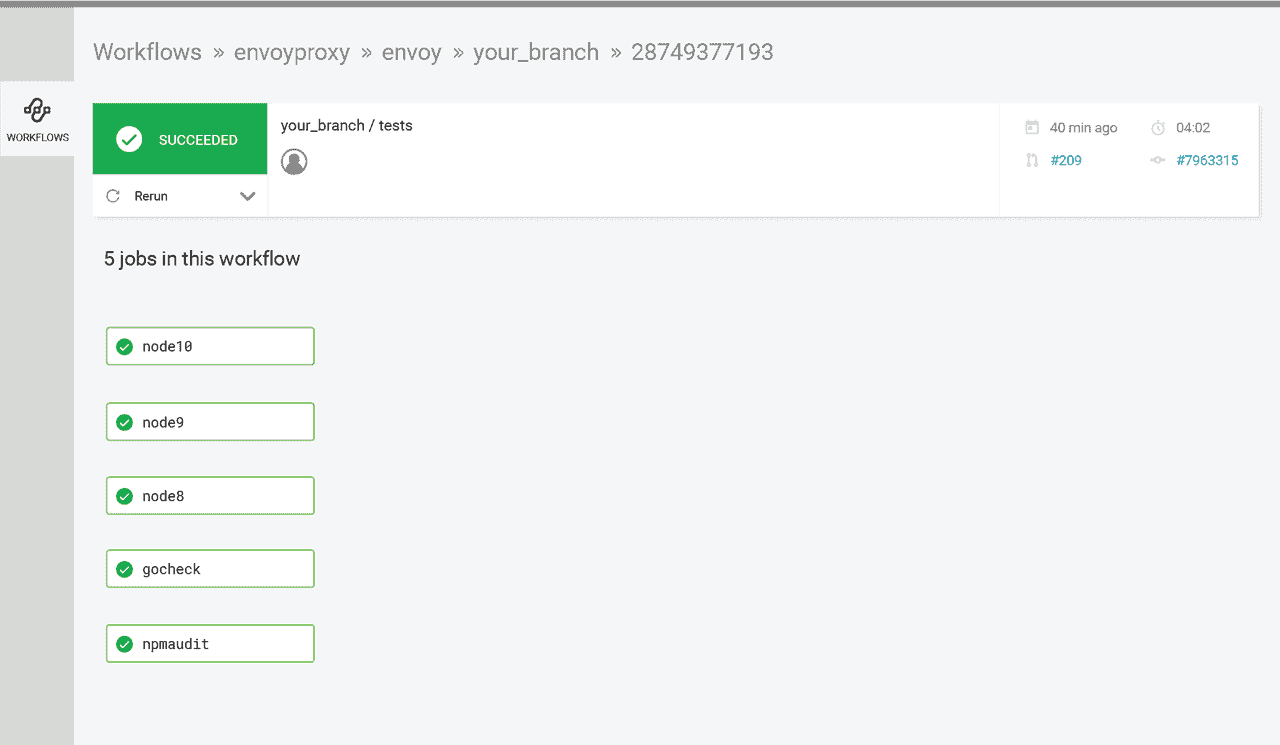 Workflows » envoyproxy » envoy » your_branch » 28749377193
WORKFLOWS
SUCCEEDED
your_branch / tests
40 min ago 04:02
#209 #7963315
Rerun
5 jobs in this workflow
node10
node9
node8
gocheck
npmaudit